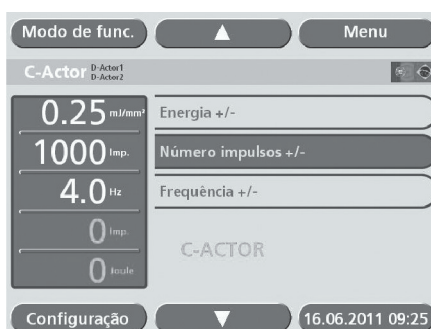 Modo de func. Menu
C-Actor D-Actor1
D-Actor2
0.25 mJ/mm² Energia +/-
1000 Imp. Número impulsos +/-
4.0 Hz Frequência +/-
0 Imp.
C-ACTOR
0 Joule
Configuração 16.06.2011 09:25